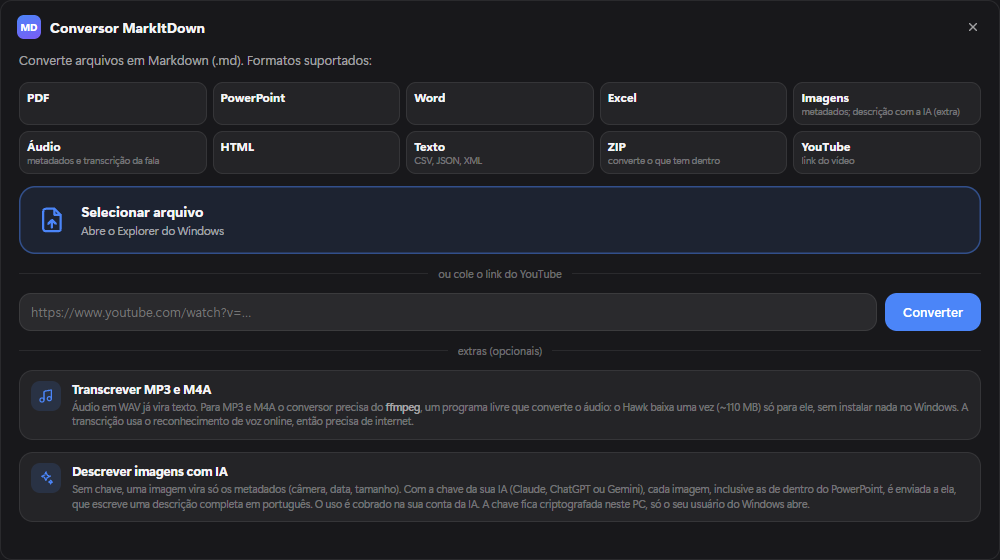 MD Conversor MarkItDown
Converte arquivos em Markdown (.md). Formatos suportados:
PDF
PowerPoint
Word
Excel
Imagens
metadados; descrição com a IA (extra)
Áudio
metadados e transcrição da fala
HTML
Texto
CSV, JSON, XML
ZIP
converte o que tem dentro
YouTube
link do vídeo
Selecionar arquivo
Abre o Explorer do Windows
ou cole o link do YouTube
https://www.youtube.com/watch?v=...
Converter
extras (opcionais)
Transcrever MP3 e M4A
Áudio em WAV já vira texto. Para MP3 e M4A o conversor precisa do ffmpeg, um programa livre que converte o áudio: o Hawk baixa uma vez (~110 MB) só para ele, sem instalar nada no Windows. A
transcrição usa o reconhecimento de voz online, então precisa de internet.
Descrever imagens com IA
Sem chave, uma imagem vira só os metadados (câmera, data, tamanho). Com a chave da sua IA (Claude, ChatGPT ou Gemini), cada imagem, inclusive as de dentro do PowerPoint, é enviada a ela,
que escreve uma descrição completa em português. O uso é cobrado na sua conta da IA. A chave fica criptografada neste PC, só o seu usuário do Windows abre.